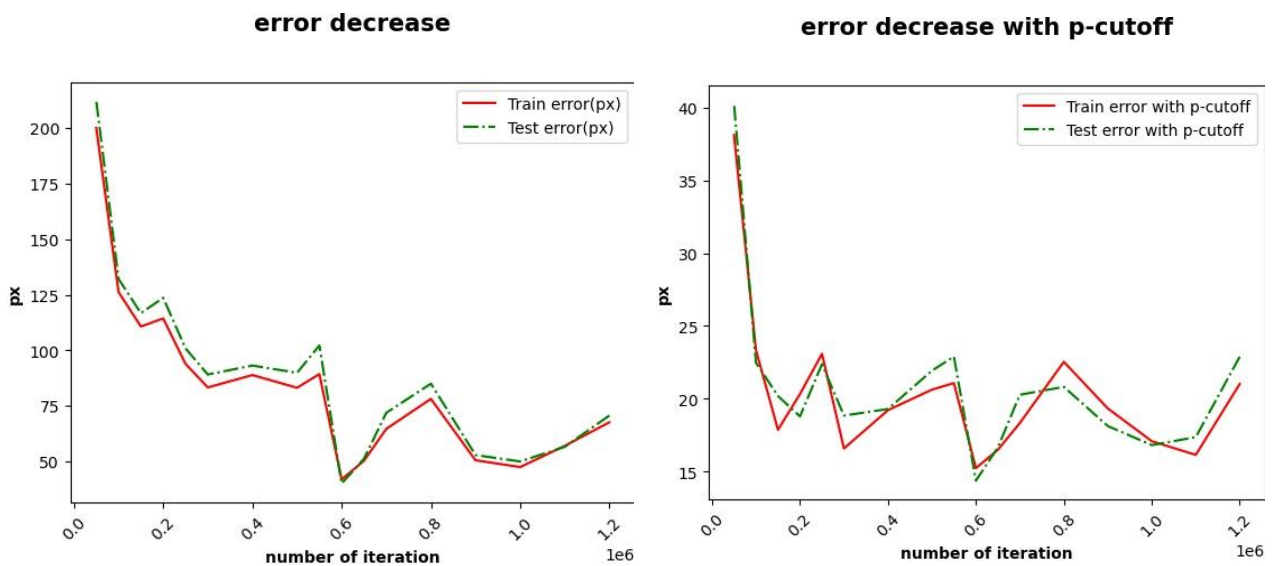 error decrease
Train error(px)
Test error(px)
200
175
150
125
100
75
50
px
0.0
0.2
0.4
0.6
0.8
1.0
1.2
1e6
number of iteration
error decrease with p-cutoff
Train error with p-cutoff
Test error with p-cutoff
40
35
30
25
20
15
px
0.0
0.2
0.4
0.6
0.8
1.0
1.2
1e6
number of iteration